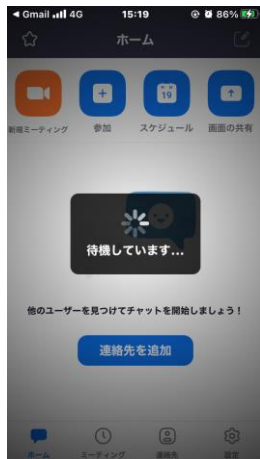 Gmail 4G 15:19 86%
ホーム
19
新規ミーティング 参加 スケジュール 画面の共有
待機しています...
他のユーザーを見つけてチャットを開始しましょう！
連絡先を追加
ホーム ミーティング 連絡先 設定